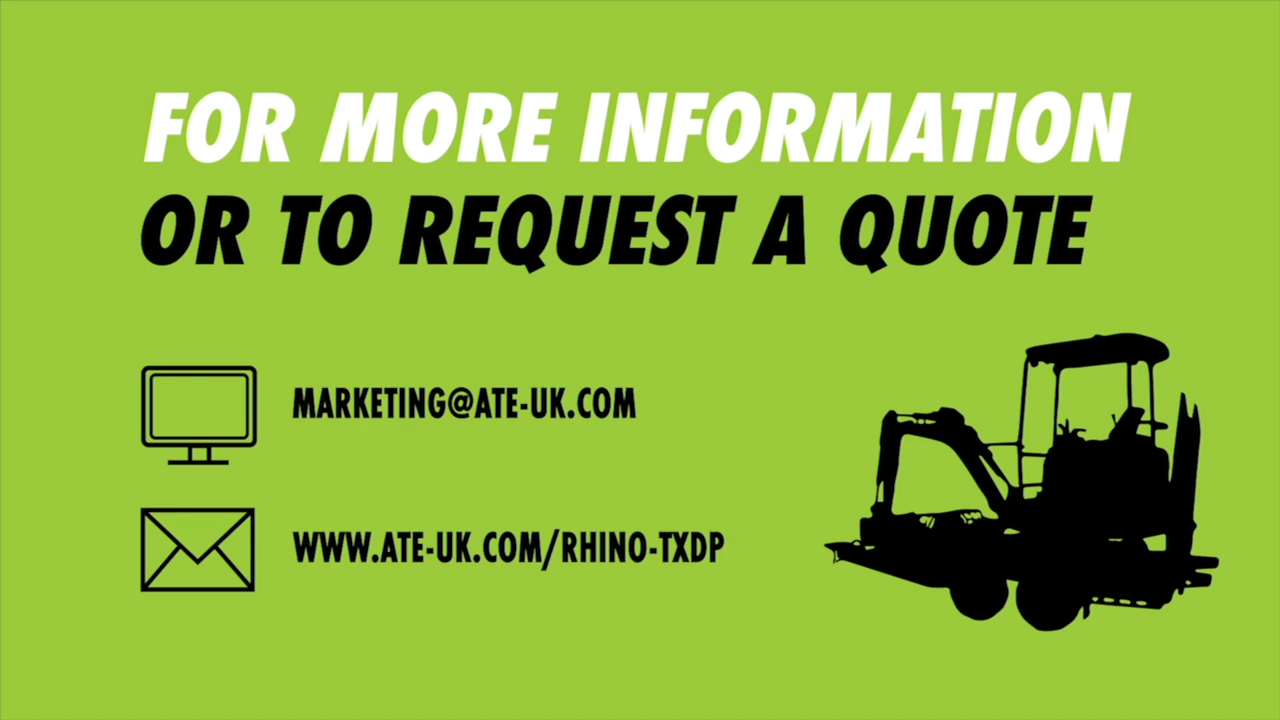 FOR MORE INFORMATION
OR TO REQUEST A QUOTE
MARKETING@ATE-UK.COM
WWW.ATE-UK.COM/RHINO-TXDP